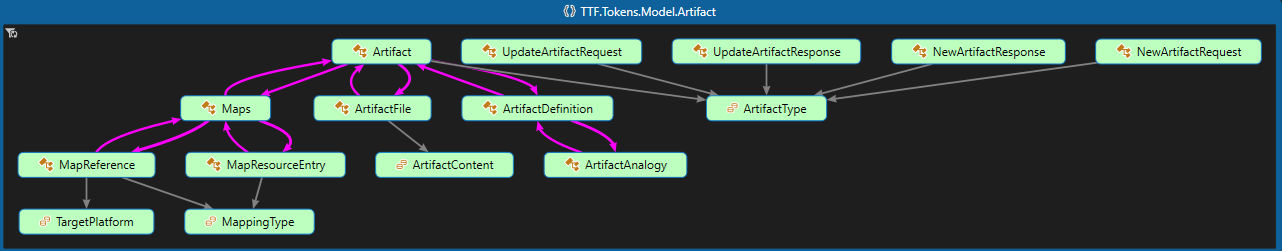 TTF.Tokens.Model.Artifact
Artifact
UpdateArtifactRequest
UpdateArtifactResponse
NewArtifactResponse
NewArtifactRequest
Maps
ArtifactFile
ArtifactDefinition
ArtifactType
MapReference
MapResourceEntry
ArtifactContent
ArtifactAnalogy
TargetPlatform
MappingType